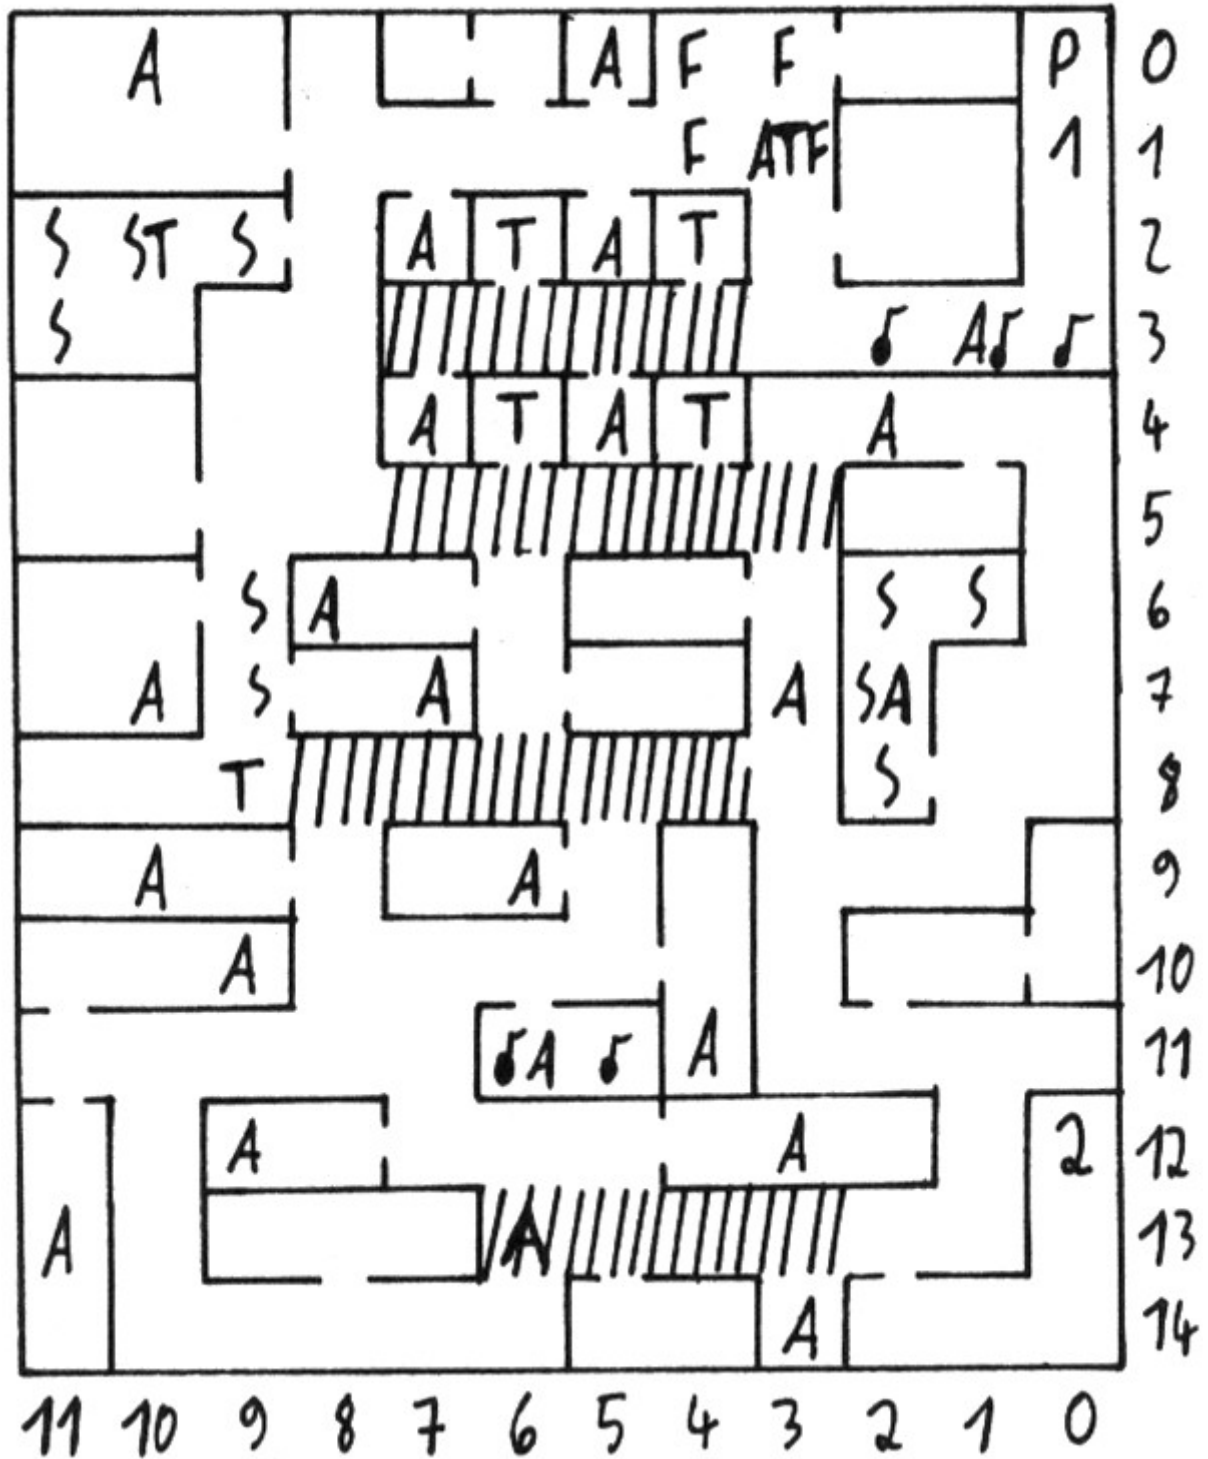 A A F F P 0
F ATF 1 1
S ST S A T A T 2
S ♪ A♪ ♪ 3
A T A T A 4
5
S A S S 6
A S A A SA 7
T S 8
A A 9
A 10
♪A ♪ A 11
A A 2 12
A A 13
A 14
11 10 9 8 7 6 5 4 3 2 1 0